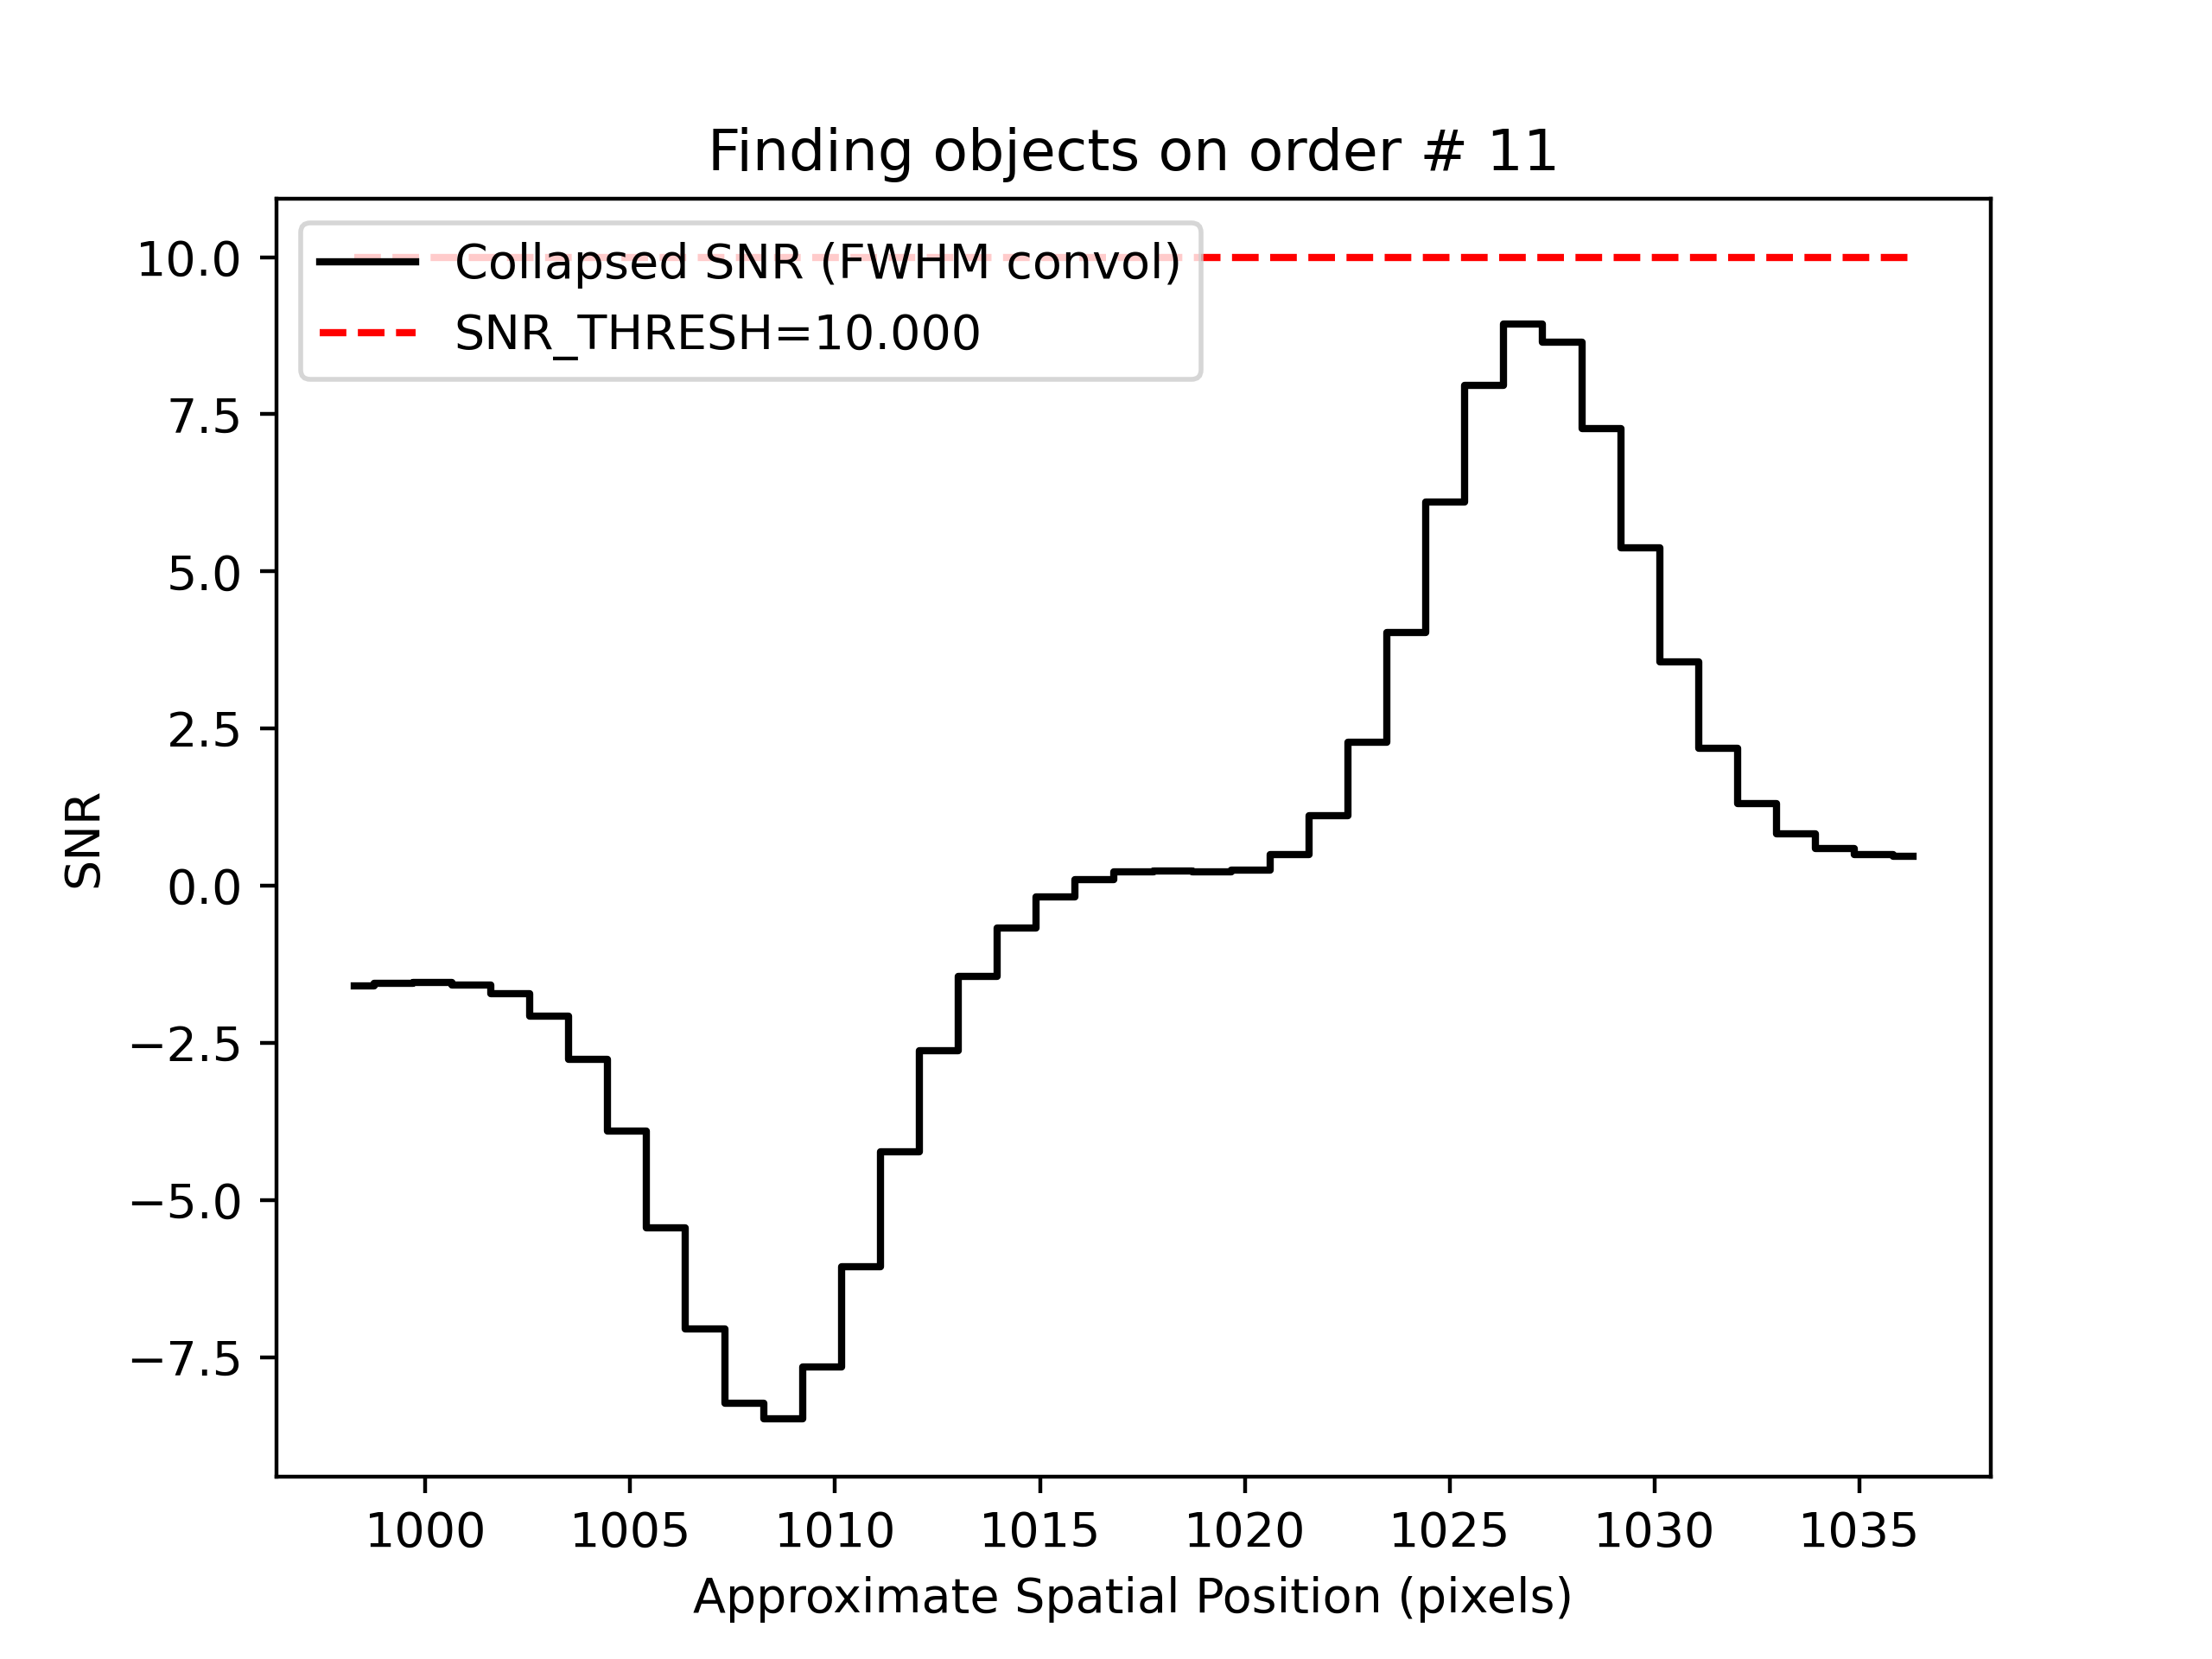 Finding objects on order # 11
Collapsed SNR (FWHM convol)
SNR_THRESH=10.000
10.0
7.5
5.0
2.5
0.0
−2.5
−5.0
−7.5
SNR
1000 1005 1010 1015 1020 1025 1030 1035
Approximate Spatial Position (pixels)